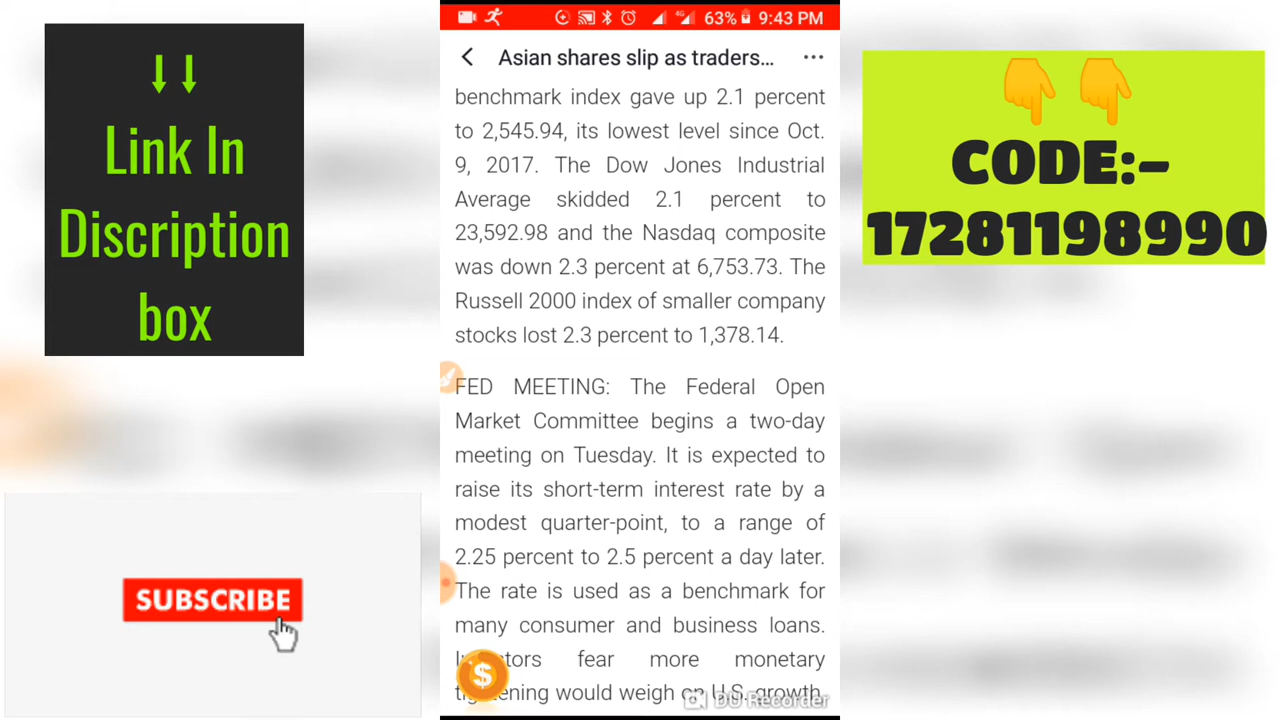 ↓↓
Link In
Discription
box
SUBSCRIBE
4G 63% 9:43 PM
Asian shares slip as traders...
benchmark index gave up 2.1 percent
to 2,545.94, its lowest level since Oct.
9, 2017. The Dow Jones Industrial
Average skidded 2.1 percent to
23,592.98 and the Nasdaq composite
was down 2.3 percent at 6,753.73. The
Russell 2000 index of smaller company
stocks lost 2.3 percent to 1,378.14.
FED MEETING: The Federal Open
Market Committee begins a two-day
meeting on Tuesday. It is expected to
raise its short-term interest rate by a
modest quarter-point, to a range of
2.25 percent to 2.5 percent a day later.
The rate is used as a benchmark for
many consumer and business loans.
fear more monetary
would weigh on U.S. growth,
DU Recorder
CODE:-
17281198990